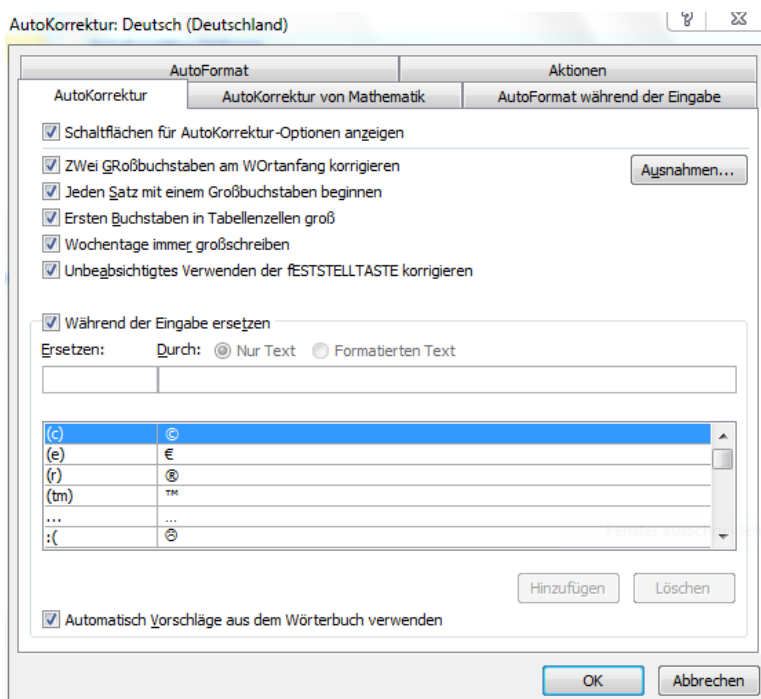 AutoKorrektur: Deutsch (Deutschland)
AutoFormat Aktionen
AutoKorrektur AutoKorrektur von Mathematik AutoFormat während der Eingabe
Schaltflächen für AutoKorrektur-Optionen anzeigen
ZWei GRoßbuchstaben am WOrtanfang korrigieren
Ausnahmen...
Jeden Satz mit einem Großbuchstaben beginnen
Ersten Buchstaben in Tabellenzellen groß
Wochentage immer großschreiben
Unbeabsichtigtes Verwenden der fESTSTELLTASTE korrigieren
Während der Eingabe ersetzen
Ersetzen: Durch: Nur Text Formatierten Text
(c) ©
(e) €
(r) ®
(tm) ™
... …
:( ☹
Fenster ausschneiden
Hinzufügen Löschen
Automatisch Vorschläge aus dem Wörterbuch verwenden
OK Abbrechen